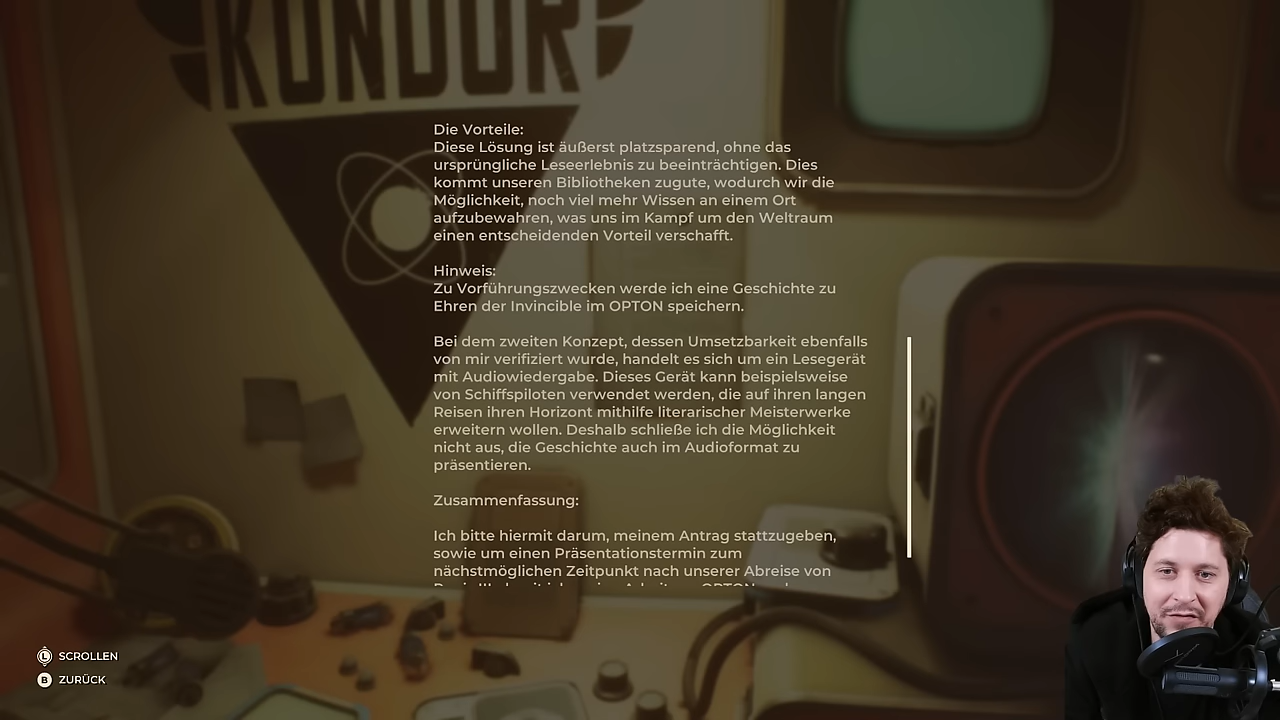 KONDOR
Die Vorteile:
Diese Lösung ist äußerst platzsparend, ohne das
ursprüngliche Leseerlebnis zu beeinträchtigen. Dies
kommt unseren Bibliotheken zugute, wodurch wir die
Möglichkeit, noch viel mehr Wissen an einem Ort
aufzubewahren, was uns im Kampf um den Weltraum
einen entscheidenden Vorteil verschafft.
Hinweis:
Zu Vorführungszwecken werde ich eine Geschichte zu
Ehren der Invincible im OPTON speichern.
Bei dem zweiten Konzept, dessen Umsetzbarkeit ebenfalls
von mir verifiziert wurde, handelt es sich um ein Lesegerät
mit Audiowiedergabe. Dieses Gerät kann beispielsweise
von Schiffspiloten verwendet werden, die auf ihren langen
Reisen ihren Horizont mithilfe literarischer Meisterwerke
erweitern wollen. Deshalb schließe ich die Möglichkeit
nicht aus, die Geschichte auch im Audioformat zu
präsentieren.
Zusammenfassung:
Ich bitte hiermit darum, meinem Antrag stattzugeben,
sowie um einen Präsentationstermin zum
nächstmöglichen Zeitpunkt nach unserer Abreise von
L SCROLLEN
B ZURÜCK